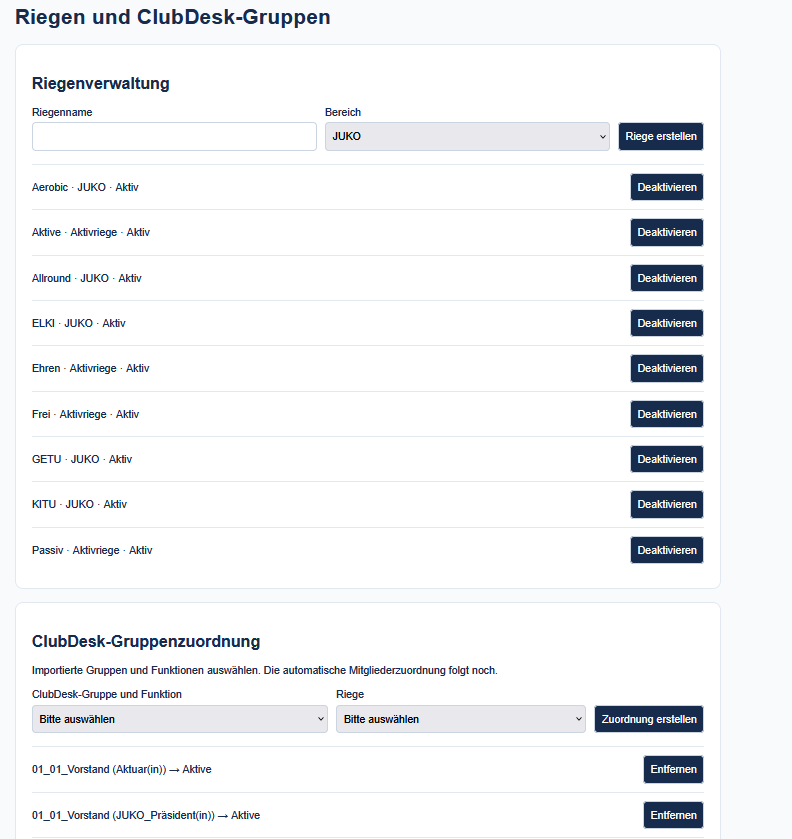 Riegen und ClubDesk-Gruppen
Riegenverwaltung
Riegenname
Bereich
JUKO
Riege erstellen
Aerobic · JUKO · Aktiv
Deaktivieren
Aktive · Aktivriege · Aktiv
Deaktivieren
Allround · JUKO · Aktiv
Deaktivieren
ELKI · JUKO · Aktiv
Deaktivieren
Ehren · Aktivriege · Aktiv
Deaktivieren
Frei · Aktivriege · Aktiv
Deaktivieren
GETU · JUKO · Aktiv
Deaktivieren
KITU · JUKO · Aktiv
Deaktivieren
Passiv · Aktivriege · Aktiv
Deaktivieren
ClubDesk-Gruppenzuordnung
Importierte Gruppen und Funktionen auswählen. Die automatische Mitgliederzuordnung folgt noch.
ClubDesk-Gruppe und Funktion
Riege
Bitte auswählen
Bitte auswählen
Zuordnung erstellen
01_01_Vorstand (Aktuar(in)) → Aktive
Entfernen
01_01_Vorstand (JUKO_Präsident(in)) → Aktive
Entfernen